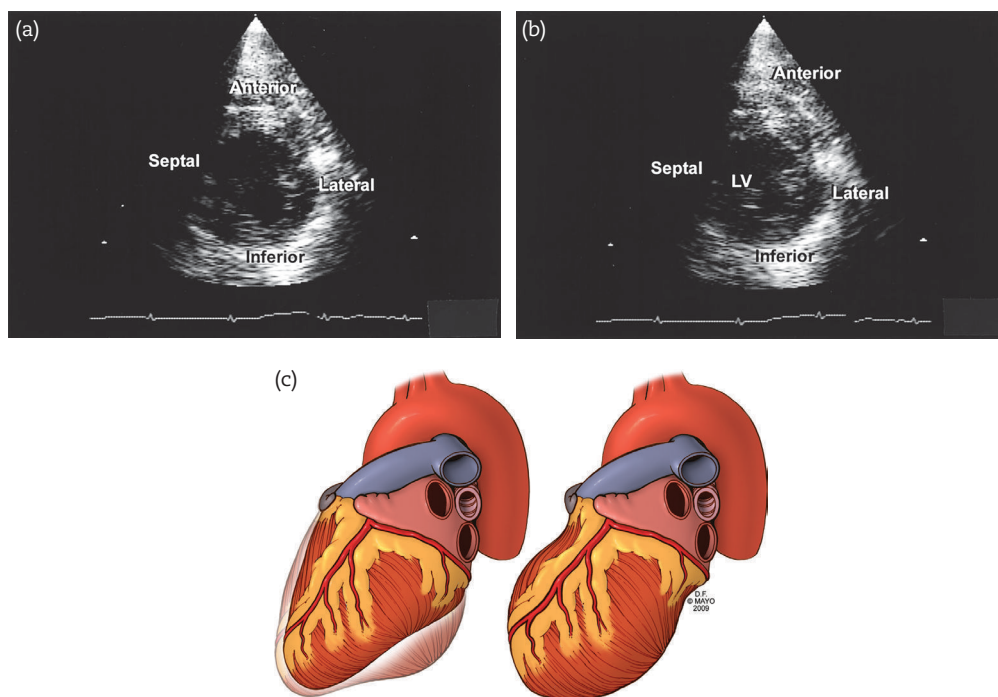 (a)
Anterior
Septal
Lateral
Inferior
(b)
Anterior
Septal
LV
Lateral
Inferior
(c)
D.F.
© MAYO
2009